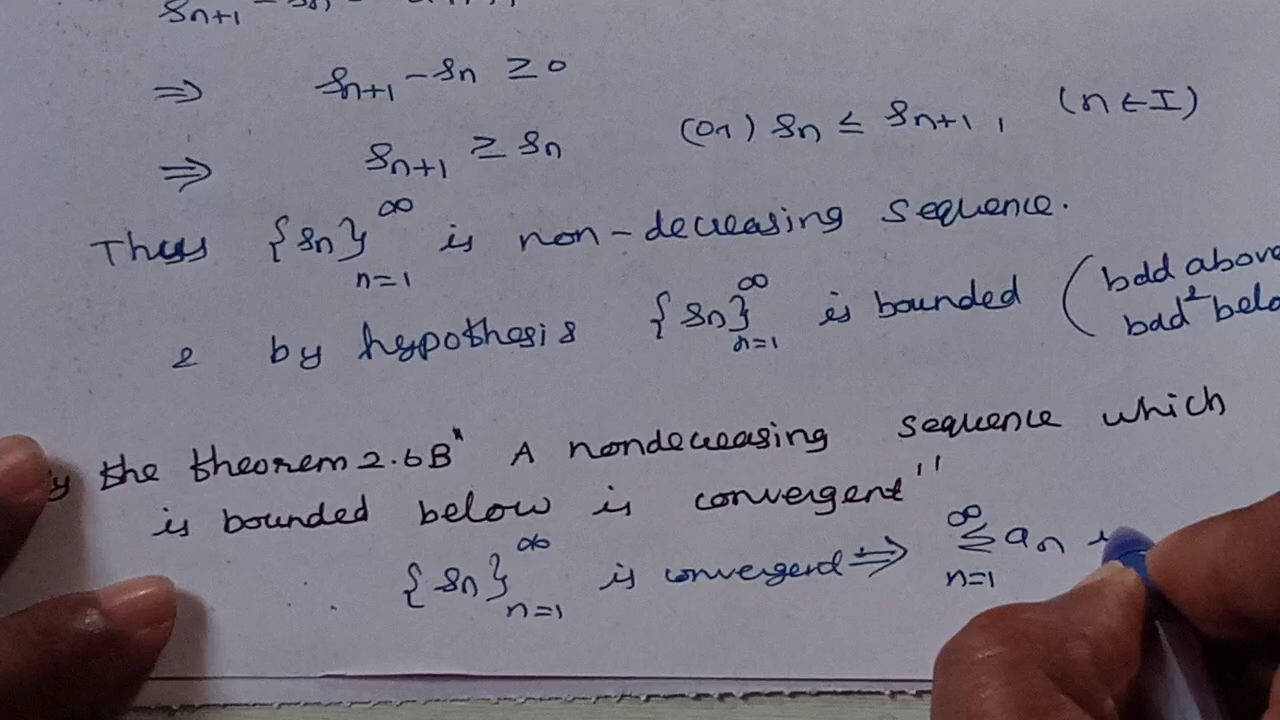 ⇒ Sn+1 − Sn ≥ 0
⇒ Sn+1 ≥ Sn (or) Sn ≤ Sn+1, (n ∈ I)
Thus {Sn}∞n=1 is non-decreasing sequence.
& by hypothesis {Sn}∞n=1 is bounded (bdd above
bdd belo
y the theorem 2.6B " A nondecreasing sequence which
is bounded below is convergent"
{Sn}∞n=1 is convergent ⇒ ∞Σn=1 an